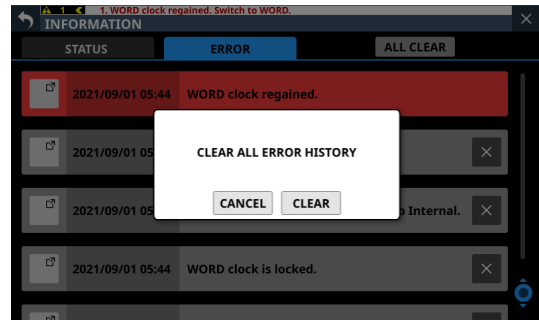 1 1. WORD clock regained. Switch to WORD.
INFORMATION
STATUS ERROR ALL CLEAR
2021/09/01 05:44 WORD clock regained.
2021/09/01 05
CLEAR ALL ERROR HISTORY
CANCEL CLEAR
2021/09/01 05 Internal.
2021/09/01 05:44 WORD clock is locked.